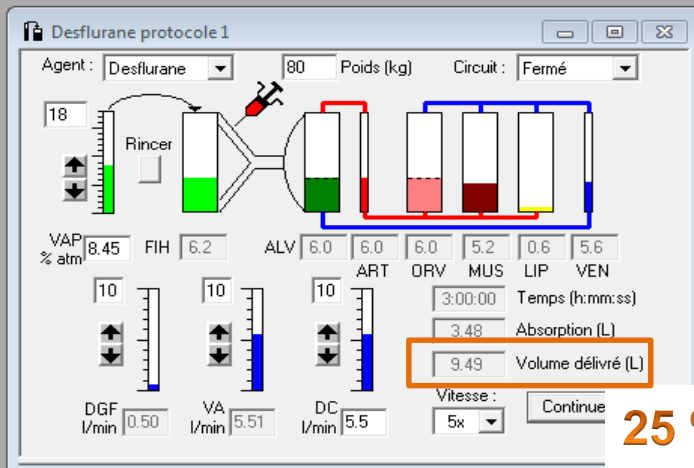 Desflurane protocole 1
Agent : Desflurane 80 Poids (kg) Circuit : Fermé
18
Rincer
VAP % atm 8.45 FIH 6.2 ALV 6.0 6.0 6.0 5.2 0.6 5.6
ART ORV MUS LIP VEN
10 10 10
3:00:00 Temps (h:mm:ss)
3.48 Absorption (L)
9.49 Volume délivré (L)
DGF l/min 0.50 VA l/min 5.51 DC l/min 5.5
Vitesse : 5x
Continue
25 %